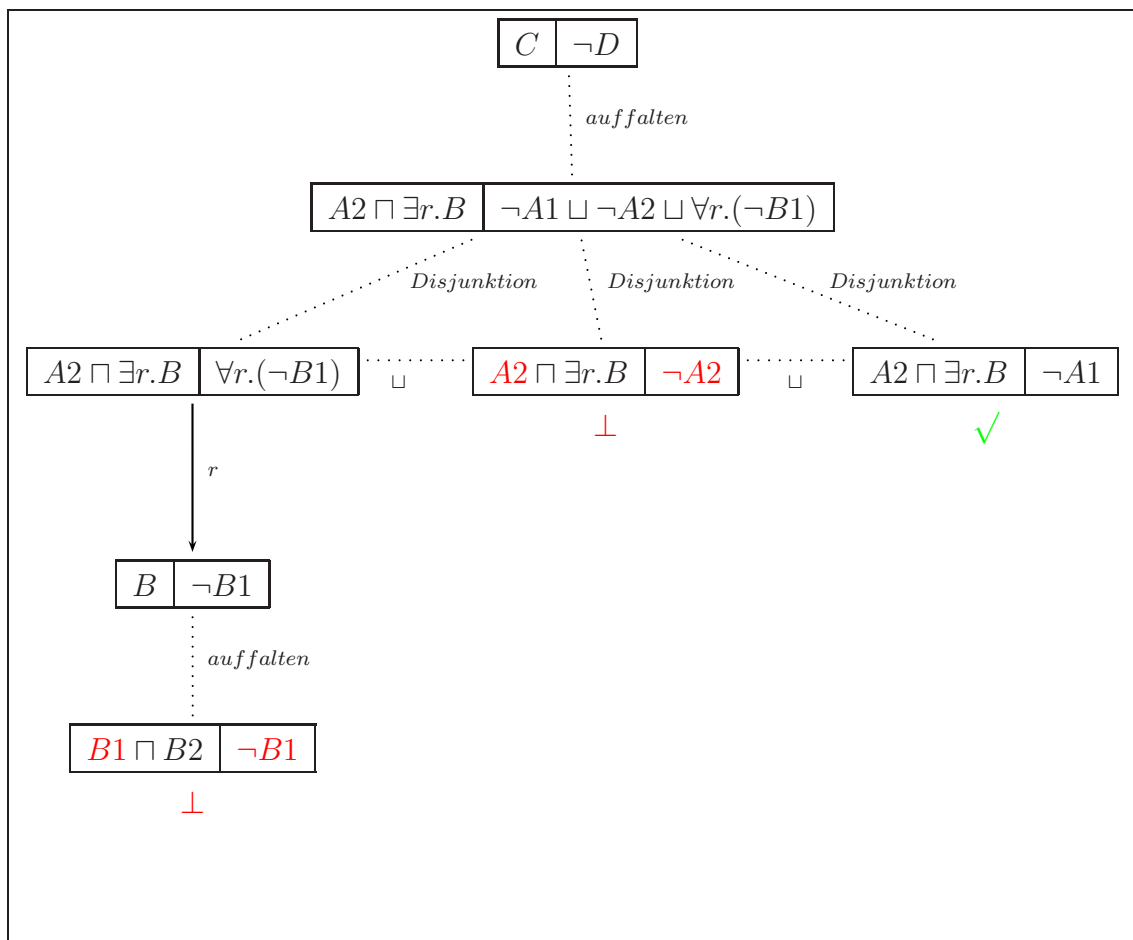 C ¬D
auffalten
A2 ⊓ ∃r.B ¬A1 ⊔ ¬A2 ⊔ ∀r.(¬B1)
Disjunktion Disjunktion Disjunktion
A2 ⊓ ∃r.B ∀r.(¬B1) ⊔ A2 ⊓ ∃r.B ¬A2 ⊔ A2 ⊓ ∃r.B ¬A1
⊥ √
r
B ¬B1
auffalten
B1 ⊓ B2 ¬B1
⊥